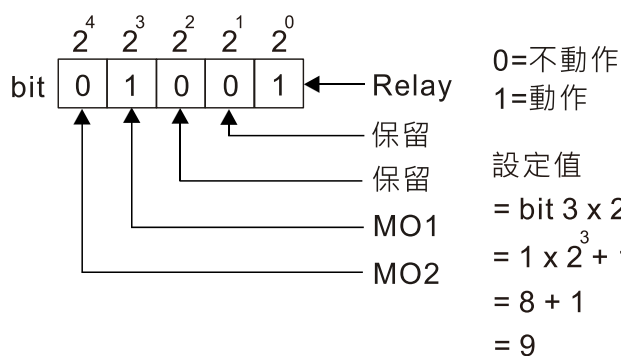 2⁴ 2³ 2² 2¹ 2⁰
bit 0 1 0 0 1 Relay
保留
保留
MO1
MO2
0=不動作
1=動作
設定值
= bit 3 x 2
= 1 x 2³ + 1
= 8 + 1
= 9